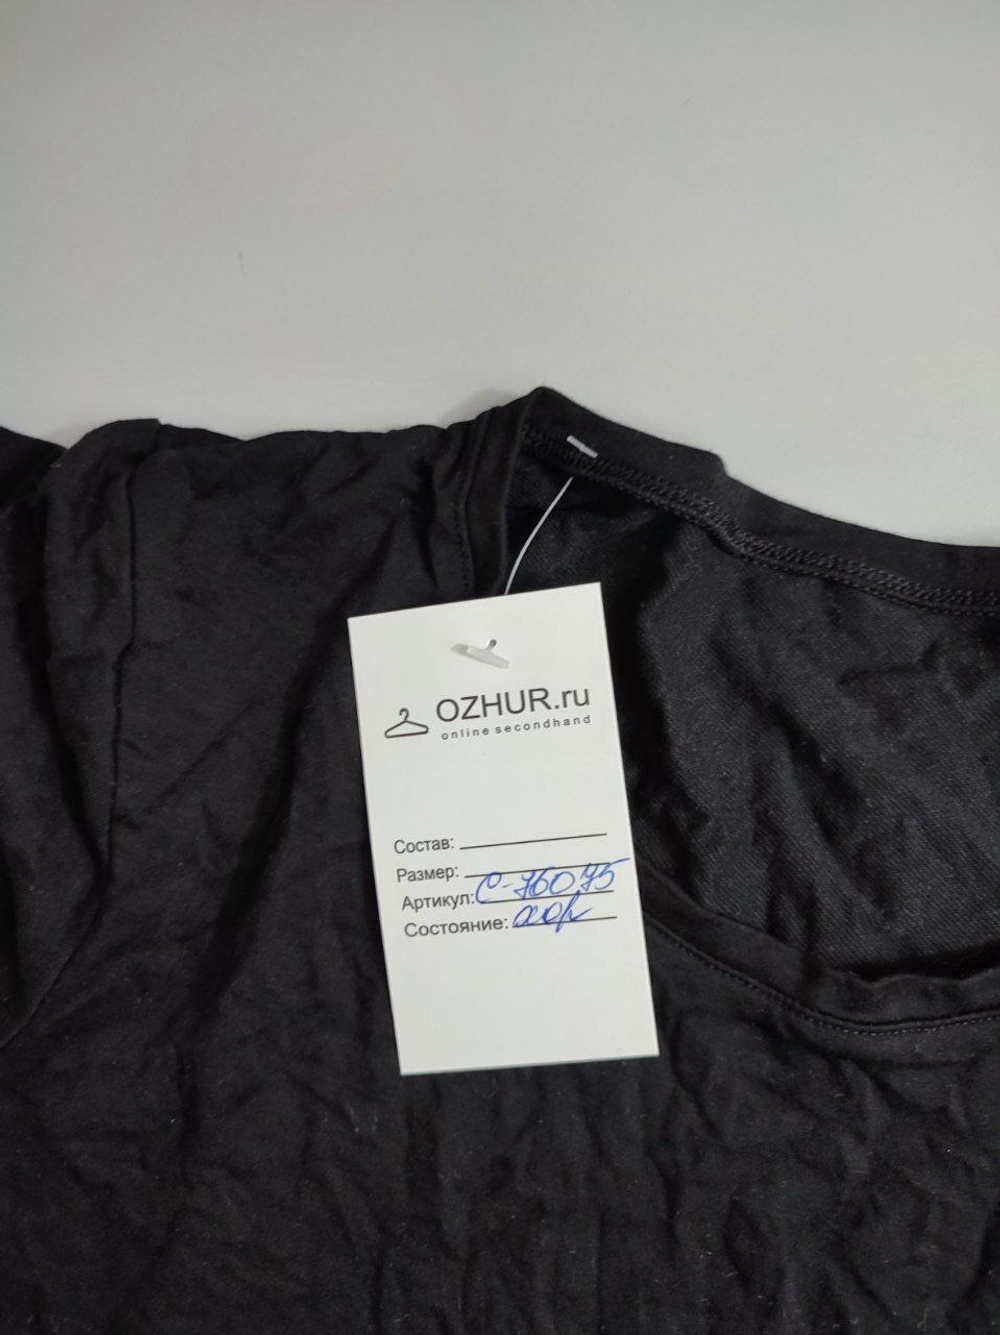 OZHUR.ru
online secondhand
Состав:
Размер:
Артикул: С-76075
Состояние: хор